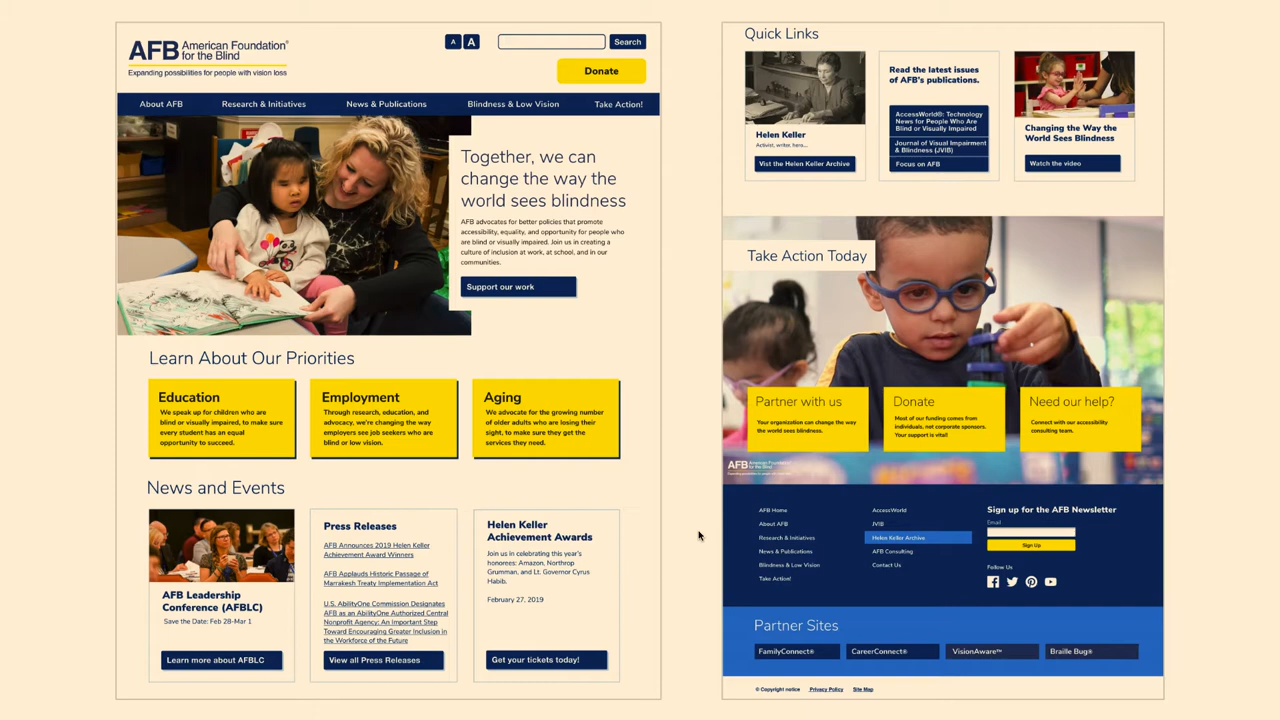 AFB American Foundation®
for the Blind
Expanding possibilities for people with vision loss
A A
Search
Donate
About AFB Research & Initiatives News & Publications Blindness & Low Vision Take Action!
Together, we can
change the way the
world sees blindness
AFB advocates for better policies that promote
accessibility, equality, and opportunity for people who
are blind or visually impaired. Join us in creating a
culture of inclusion at work, at school, and in our
communities.
Support our work
Learn About Our Priorities
Education
We speak up for children who are
blind or visually impaired, to make sure
every student has an equal
opportunity to succeed.
Employment
Through research, education, and
advocacy, we're changing the way
employers see job seekers who are
blind or low vision.
Aging
We advocate for the growing number
of older adults who are losing their
sight, to make sure they get the
services they need.
News and Events
AFB Leadership
Conference (AFBLC)
Save the Date: Feb 28-Mar 1
Learn more about AFBLC
Press Releases
AFB Announces 2019 Helen Keller
Achievement Award Winners
AFB Applauds Historic Passage of
Marrakesh Treaty Implementation Act
U.S. AbilityOne Commission Designates
AFB as an AbilityOne Authorized Central
Nonprofit Agency: An Important Step
Toward Encouraging Greater Inclusion in
the Workforce of the Future
View all Press Releases
Helen Keller
Achievement Awards
Join us in celebrating this year's
honorees: Amazon, Northrop
Grumman, and Lt. Governor Cyrus
Habib.
February 27, 2019
Get your tickets today!
Quick Links
Helen Keller
Activist, writer, hero...
Vist the Helen Keller Archive
Read the latest issues
of AFB's publications.
AccessWorld®: Technology
News for People Who Are
Blind or Visually Impaired
Journal of Visual Impairment
& Blindness (JVIB)
Focus on AFB
Changing the Way the
World Sees Blindness
Watch the video
Take Action Today
Partner with us
Your organization can change the way
the world sees blindness.
Donate
Most of our funding comes from
individuals, not corporate sponsors.
Your support is vital!
Need our help?
Connect with our accessibility
consulting team.
AFB American Foundation®
for the Blind
Expanding possibilities for people with vision loss
AFB Home
About AFB
Research & Initiatives
News & Publications
Blindness & Low Vision
Take Action!
AccessWorld
JVIB
Helen Keller Archive
AFB Consulting
Contact Us
Sign up for the AFB Newsletter
Email
Sign Up
Follow Us
Partner Sites
FamilyConnect® CareerConnect® VisionAware™ Braille Bug®
© Copyright notice Privacy Policy Site Map